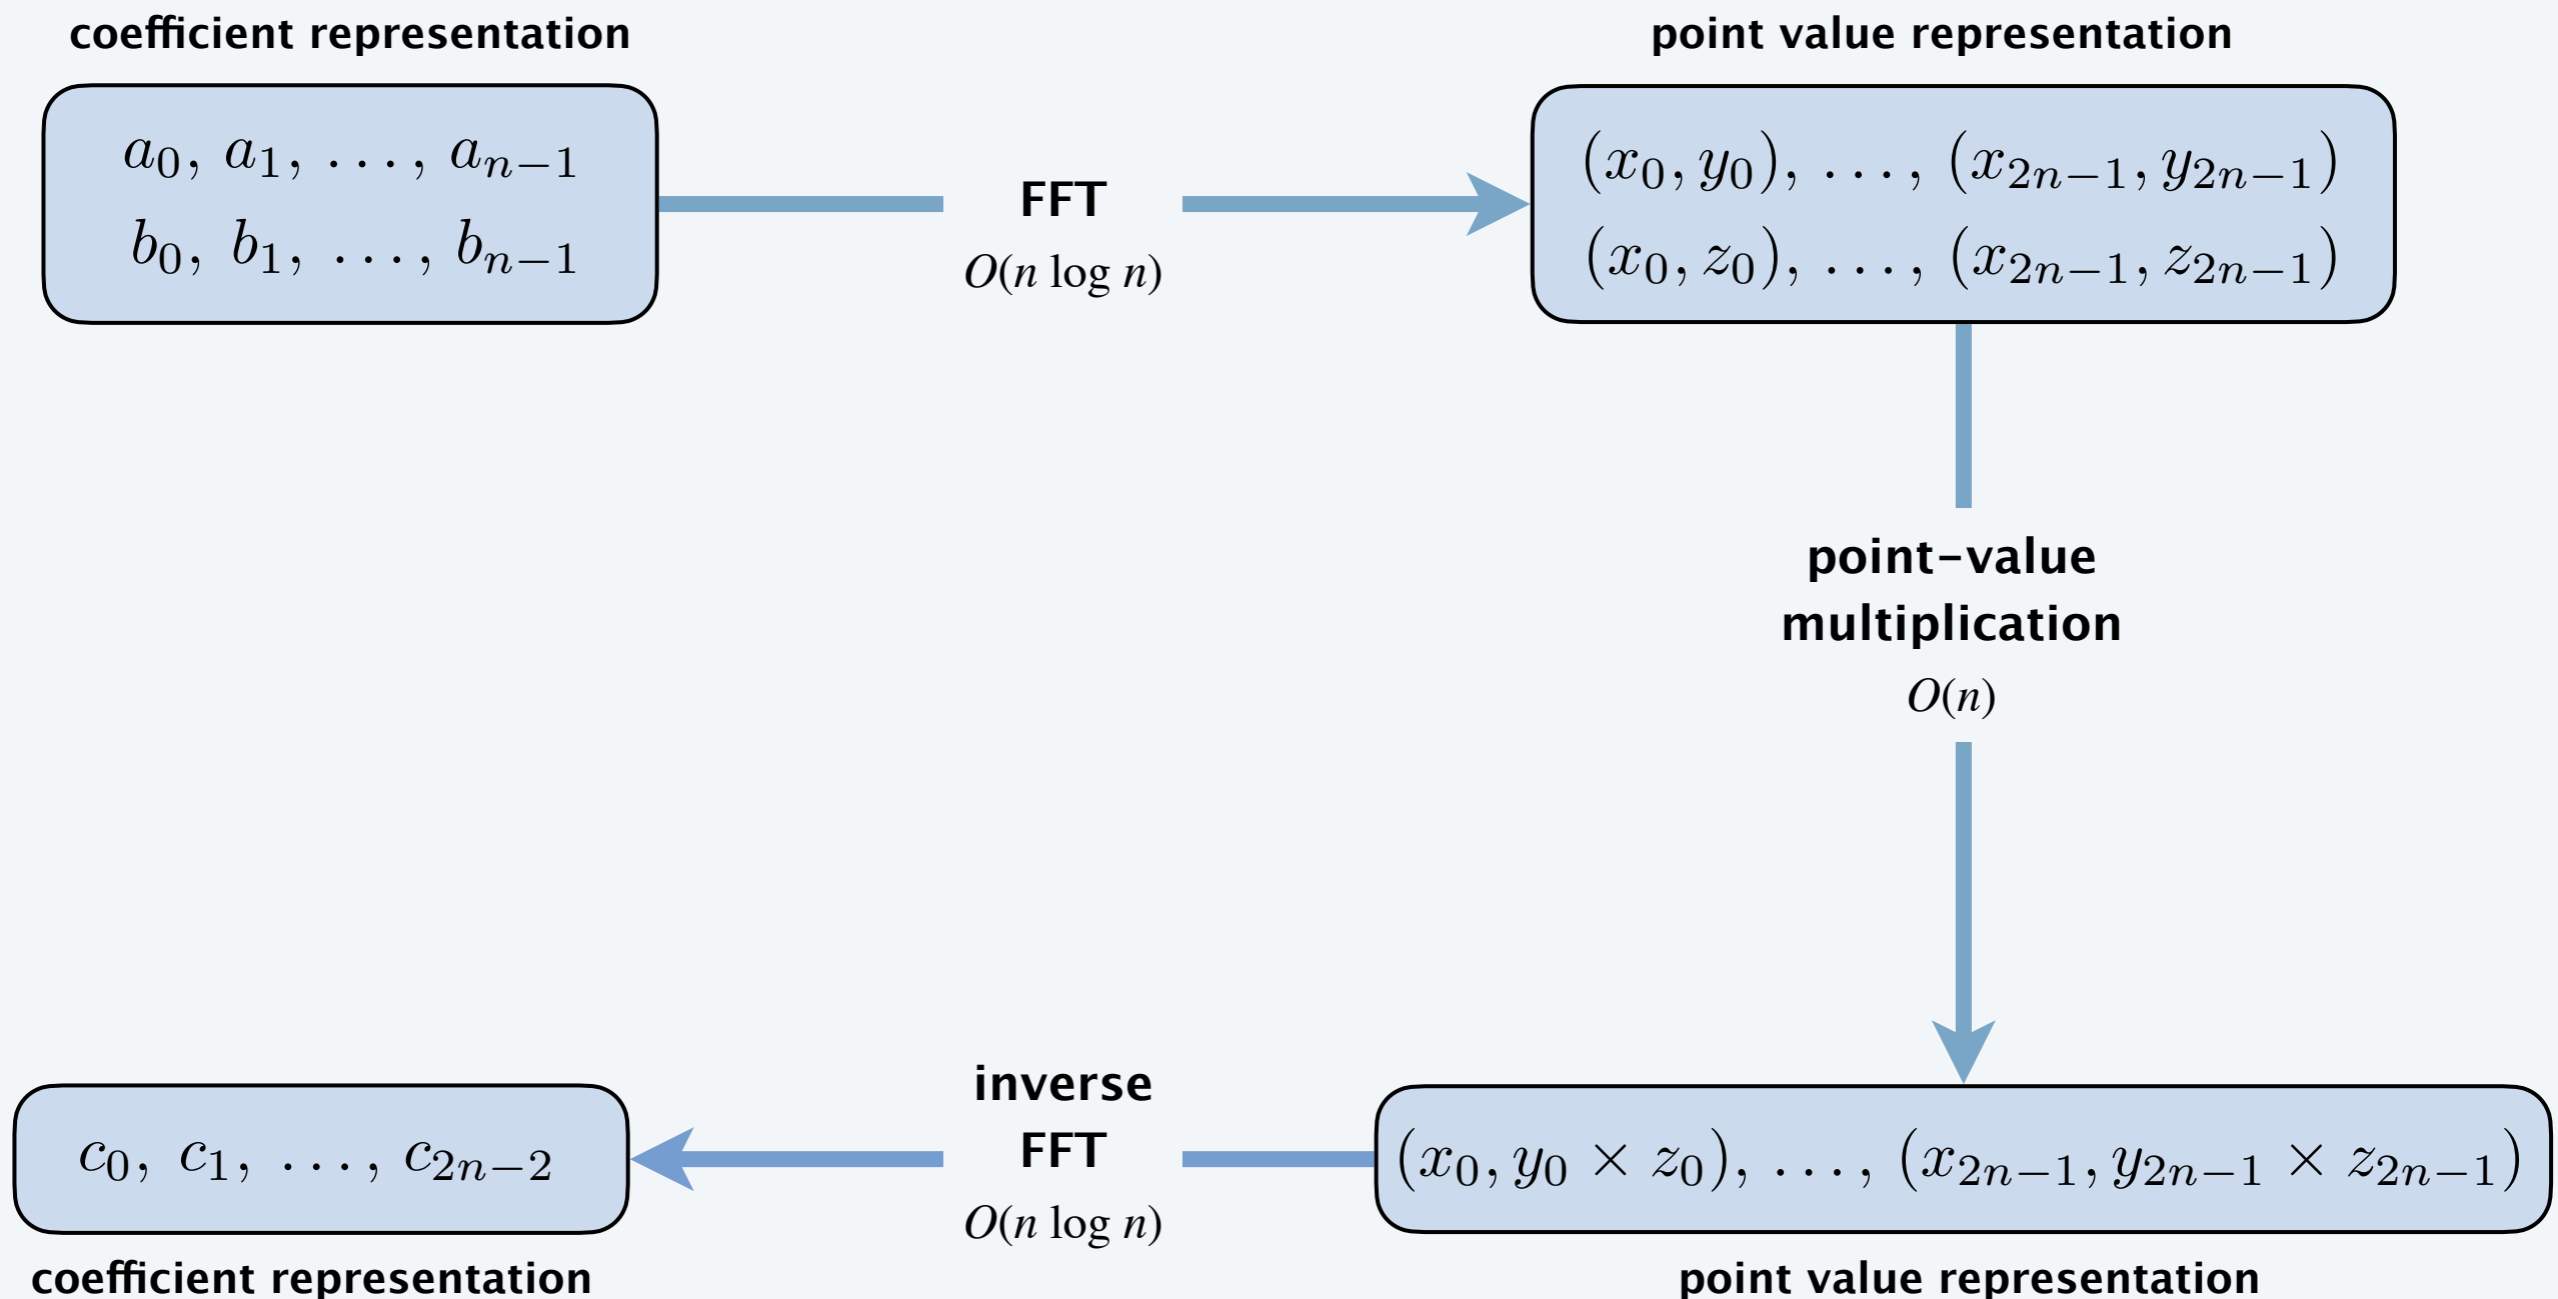 coefficient representation
point value representation
a₀, a₁, …, aₙ₋₁
b₀, b₁, …, bₙ₋₁
FFT
O(n log n)
(x₀, y₀), …, (x₂ₙ₋₁, y₂ₙ₋₁)
(x₀, z₀), …, (x₂ₙ₋₁, z₂ₙ₋₁)
point-value
multiplication
O(n)
c₀, c₁, …, c₂ₙ₋₂
inverse
FFT
O(n log n)
(x₀, y₀ × z₀), …, (x₂ₙ₋₁, y₂ₙ₋₁ × z₂ₙ₋₁)
coefficient representation
point value representation